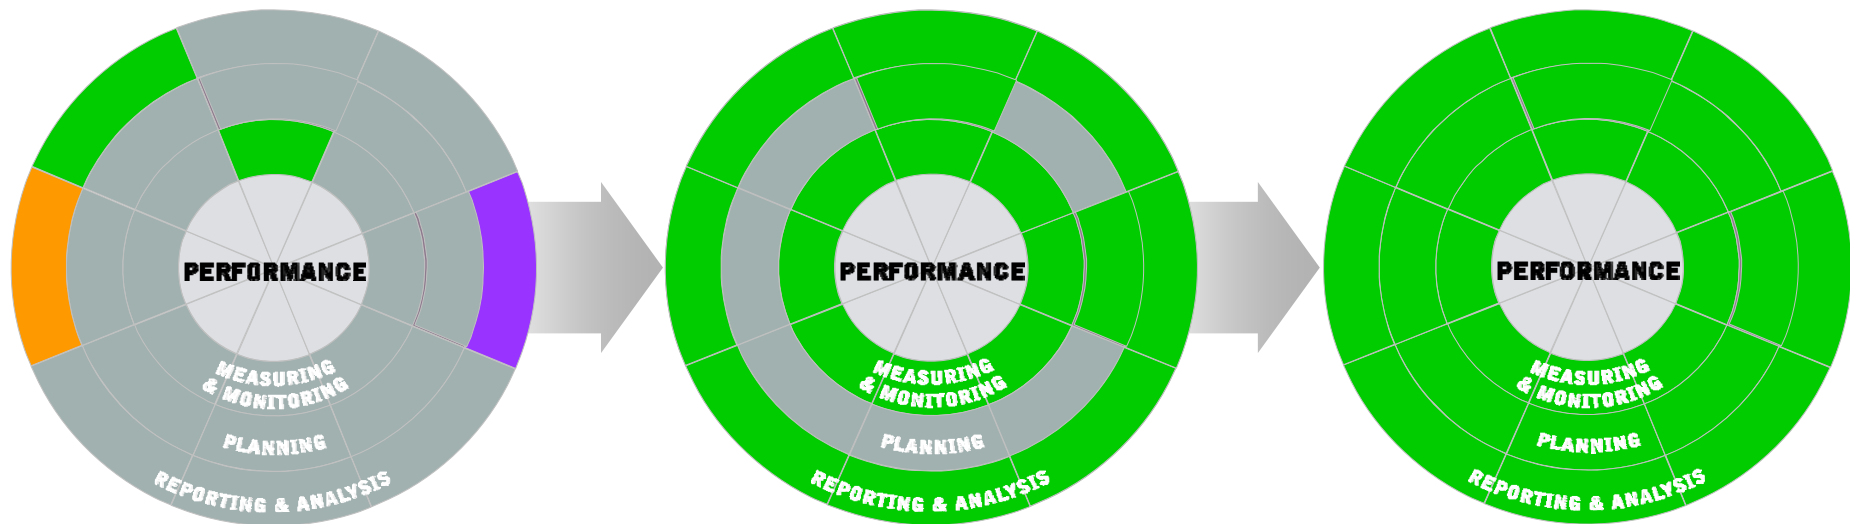 PERFORMANCE
MEASURING
& MONITORING
PLANNING
REPORTING & ANALYSIS
PERFORMANCE
MEASURING
& MONITORING
PLANNING
REPORTING & ANALYSIS
PERFORMANCE
MEASURING
& MONITORING
PLANNING
REPORTING & ANALYSIS